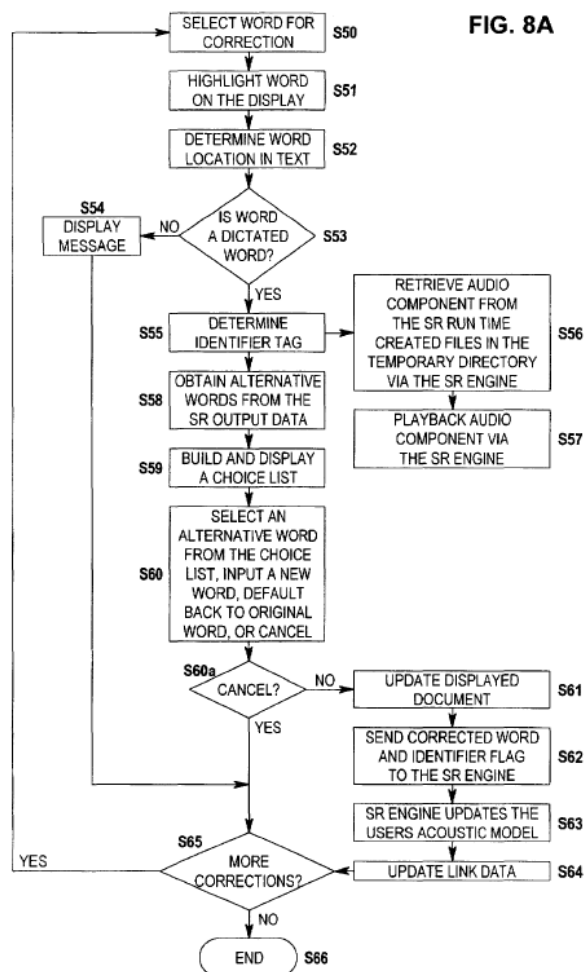 FIG. 8A
SELECT WORD FOR
CORRECTION
S50
HIGHLIGHT WORD
ON THE DISPLAY
S51
DETERMINE WORD
LOCATION IN TEXT
S52
S54
DISPLAY
MESSAGE
NO
IS WORD
A DICTATED
WORD?
S53
YES
S55
DETERMINE
IDENTIFIER TAG
RETRIEVE AUDIO
COMPONENT FROM
THE SR RUN TIME
CREATED FILES IN THE
TEMPORARY DIRECTORY
VIA THE SR ENGINE
S56
S58
OBTAIN ALTERNATIVE
WORDS FROM THE
SR OUTPUT DATA
PLAYBACK AUDIO
COMPONENT VIA
THE SR ENGINE
S57
S59
BUILD AND DISPLAY
A CHOICE LIST
S60
SELECT AN
ALTERNATIVE WORD
FROM THE CHOICE
LIST, INPUT A NEW
WORD, DEFAULT
BACK TO ORIGINAL
WORD, OR CANCEL
S60a
CANCEL?
NO
YES
UPDATE DISPLAYED
DOCUMENT
S61
SEND CORRECTED WORD
AND IDENTIFIER FLAG
TO THE SR ENGINE
S62
SR ENGINE UPDATES THE
USERS ACOUSTIC MODEL
S63
UPDATE LINK DATA
S64
S65
YES
MORE
CORRECTIONS?
NO
END
S66